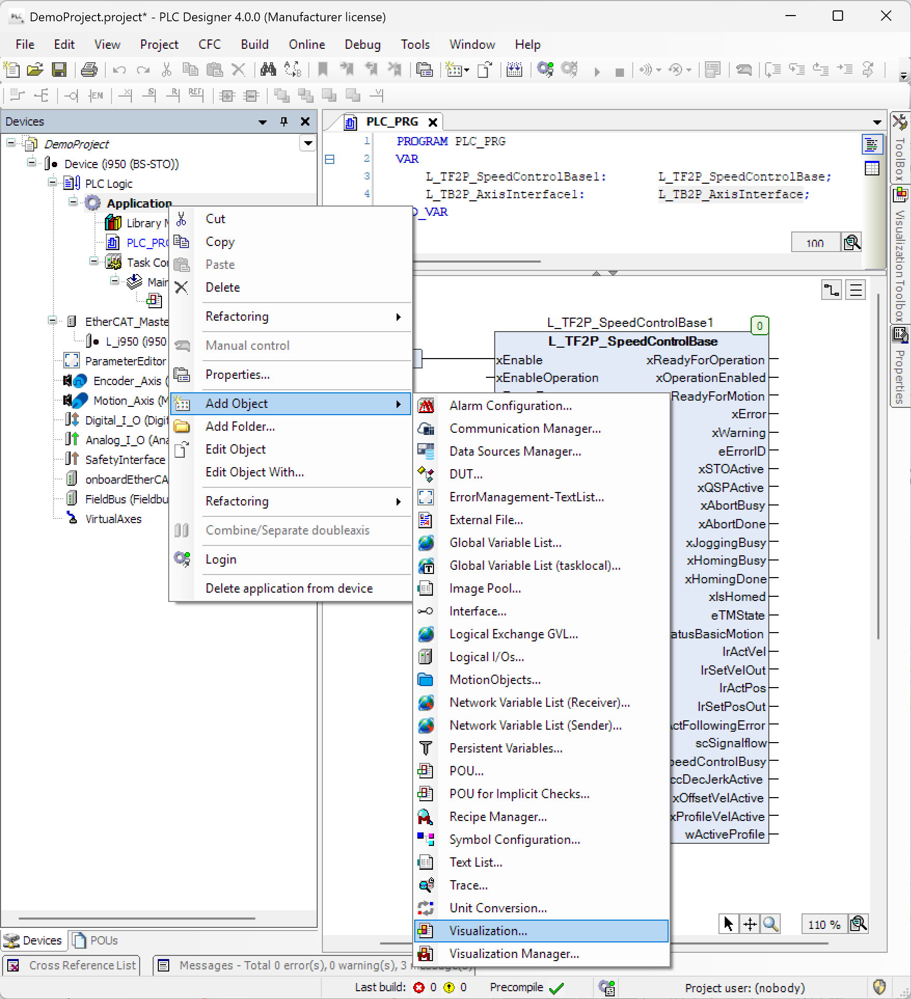 DemoProject.project* - PLC Designer 4.0.0 (Manufacturer license)
File Edit View Project CFC Build Online Debug Tools Window Help
EN S R REF V
Devices
DemoProject
Device (i950 (BS-STO))
PLC Logic
Application
Library
PLC_PRG
Task
EtherCAT_Maste
L_i950 (i950
ParameterEditor
Encoder_Axis (
Motion_Axis (M
Digital_I_O (Digit
Analog_I_O (Ana
SafetyInterface
onboardEtherCA
FieldBus (Fieldbu
VirtualAxes
Cut
Copy
Paste
Delete
Refactoring
Manual control
Properties...
Add Object
Add Folder...
Edit Object
Edit Object With...
Refactoring
Combine/Separate doubleaxis
Login
Delete application from device
Alarm Configuration...
Communication Manager...
Data Sources Manager...
DUT...
ErrorManagement-TextList...
External File...
Global Variable List...
Global Variable List (tasklocal)...
Image Pool...
Interface...
Logical Exchange GVL...
Logical I/Os...
MotionObjects...
Network Variable List (Receiver)...
Network Variable List (Sender)...
Persistent Variables...
POU...
POU for Implicit Checks...
Recipe Manager...
Symbol Configuration...
Text List...
Trace...
Unit Conversion...
Visualization...
Visualization Manager...
PLC_PRG
1 PROGRAM PLC_PRG
2 VAR
3 L_TF2P_SpeedControlBase1: L_TF2P_SpeedControlBase;
4 L_TB2P_AxisInterface1: L_TB2P_AxisInterface;
D_VAR
100
L_TF2P_SpeedControlBase1
0
L_TF2P_SpeedControlBase
xEnable xReadyForOperation
xEnableOperation xOperationEnabled
ReadyForMotion
xError
xWarning
eErrorID
xSTOActive
xQSPActive
xAbortBusy
xAbortDone
xJoggingBusy
xHomingBusy
xHomingDone
xIsHomed
eTMState
atusBasicMotion
lrActVel
lrSetVelOut
lrActPos
lrSetPosOut
ActFollowingError
scSignalflow
peedControlBusy
ccDecJerkActive
xOffsetVelActive
xProfileVelActive
wActiveProfile
110 %
ToolBox
Visualization Toolbox
Properties
Devices POUs
Cross Reference List
Messages - Total 0 error(s), 0 warning(s), 3 message(s)
Last build: 0 0 Precompile
Project user: (nobody)